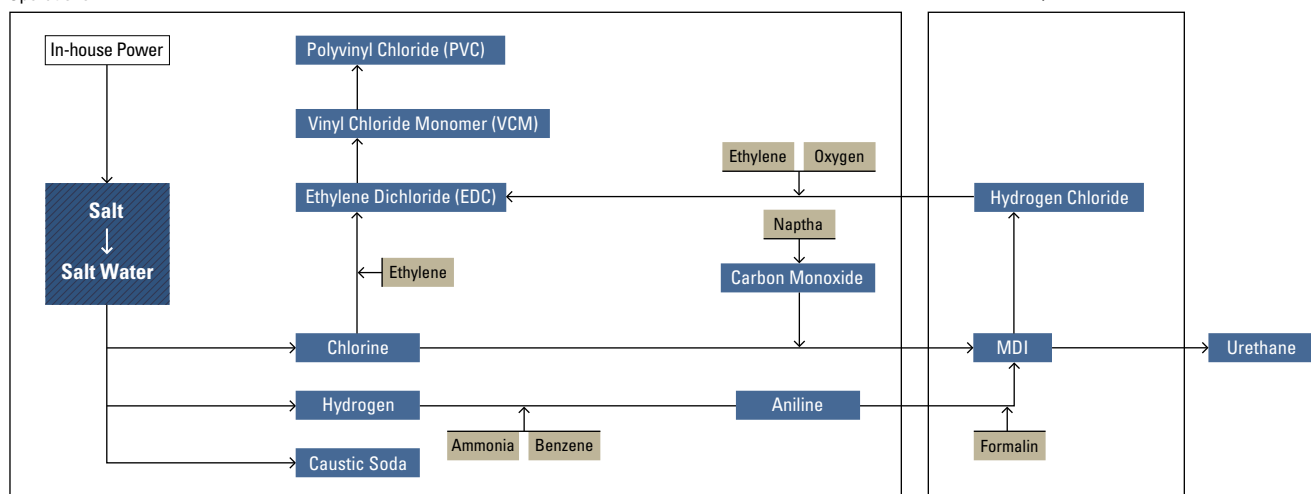 In-house Power
Polyvinyl Chloride (PVC)
Vinyl Chloride Monomer (VCM)
Ethylene
Oxygen
Salt
Salt Water
Ethylene Dichloride (EDC)
Hydrogen Chloride
Naptha
Ethylene
Carbon Monoxide
Chlorine
MDI
Urethane
Hydrogen
Aniline
Ammonia
Benzene
Formalin
Caustic Soda